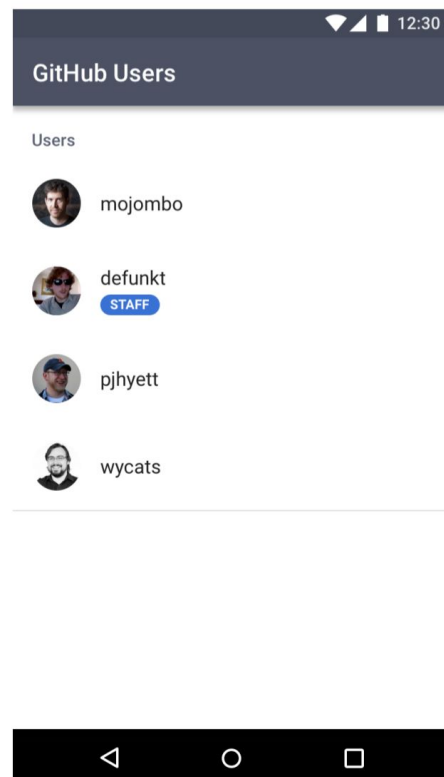 12:30
GitHub Users
Users
mojombo
defunkt
STAFF
pjhyett
wycats